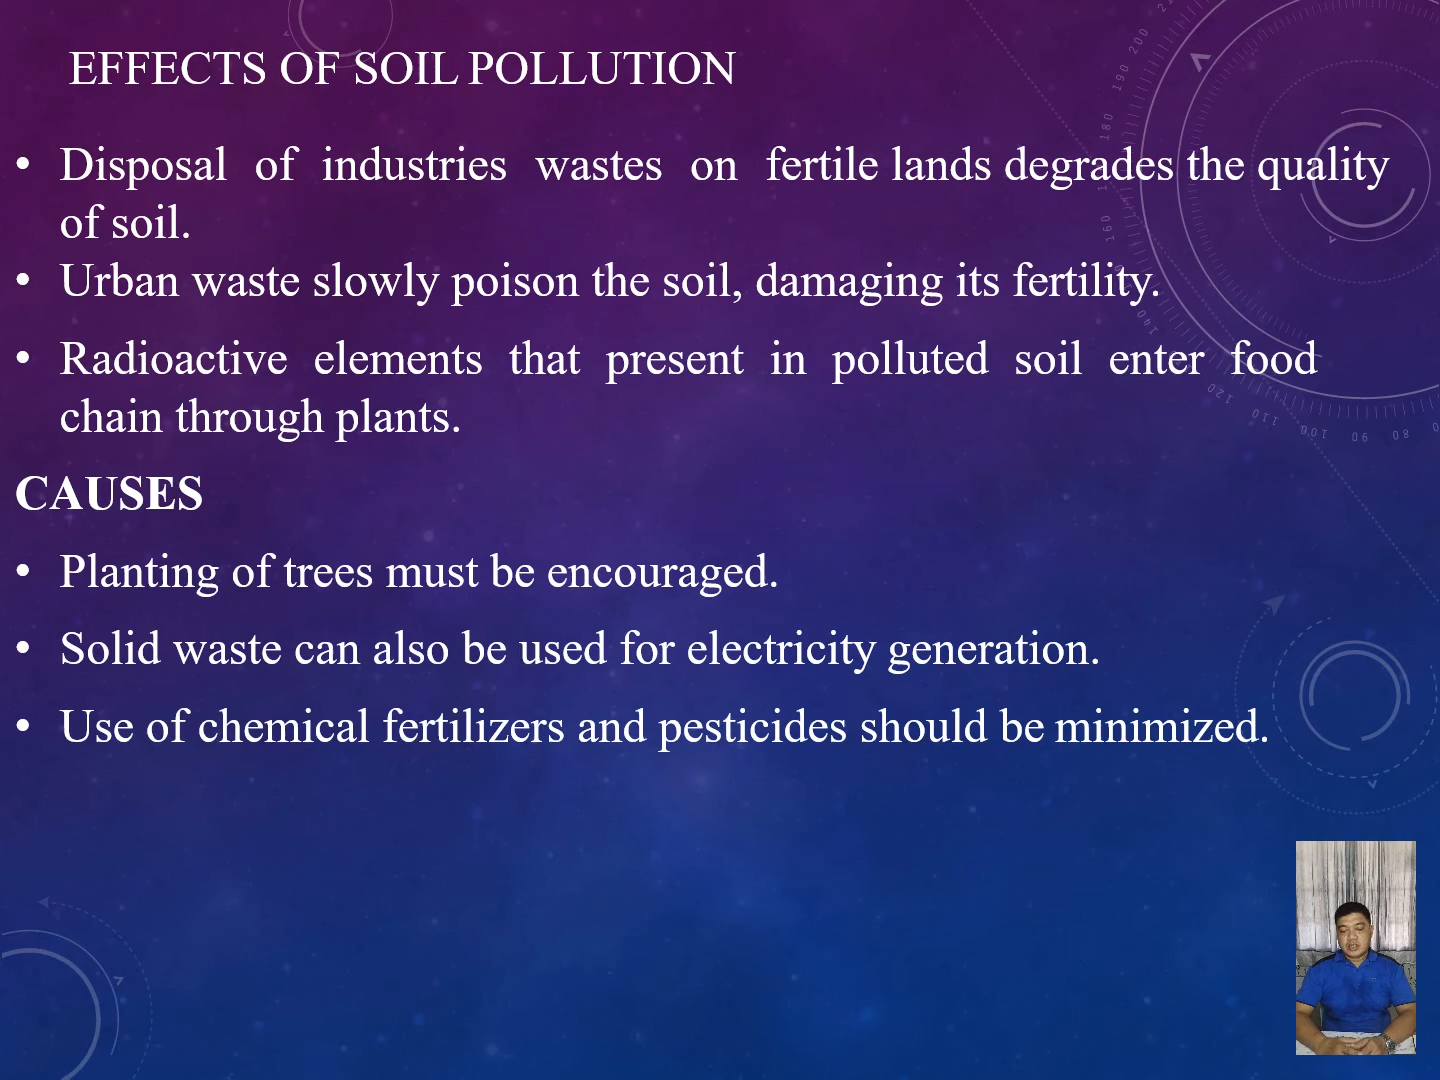 EFFECTS OF SOIL POLLUTION
• Disposal of industries wastes on fertile lands degrades the quality
of soil.
• Urban waste slowly poison the soil, damaging its fertility.
• Radioactive elements that present in polluted soil enter food
chain through plants.
CAUSES
• Planting of trees must be encouraged.
• Solid waste can also be used for electricity generation.
• Use of chemical fertilizers and pesticides should be minimized.